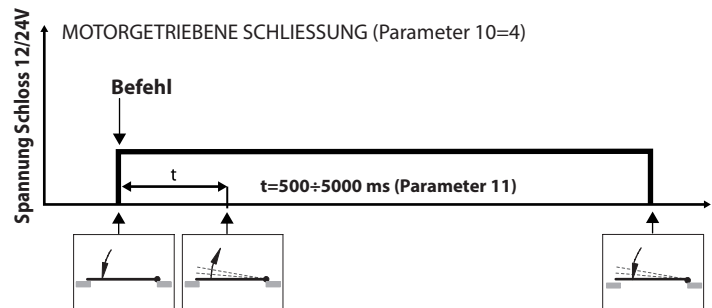 MOTORGETRIEBENE SCHLIESSUNG (Parameter 10=4)
Spannung Schloss 12/24V
Befehl
t
t=500÷5000 ms (Parameter 11)